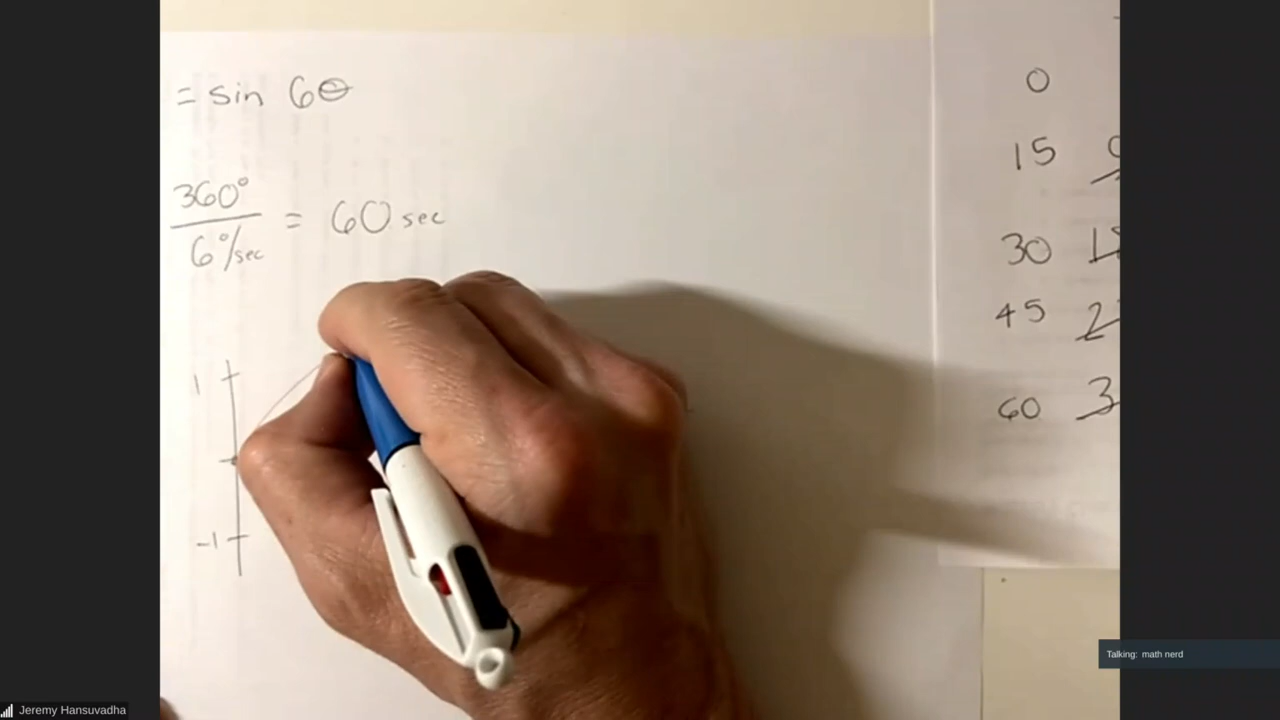 = sin 6θ
360°
6°/sec
= 60 sec
1
-1
0
15
30
45
60
3
Talking: math nerd
Jeremy Hansuvadha